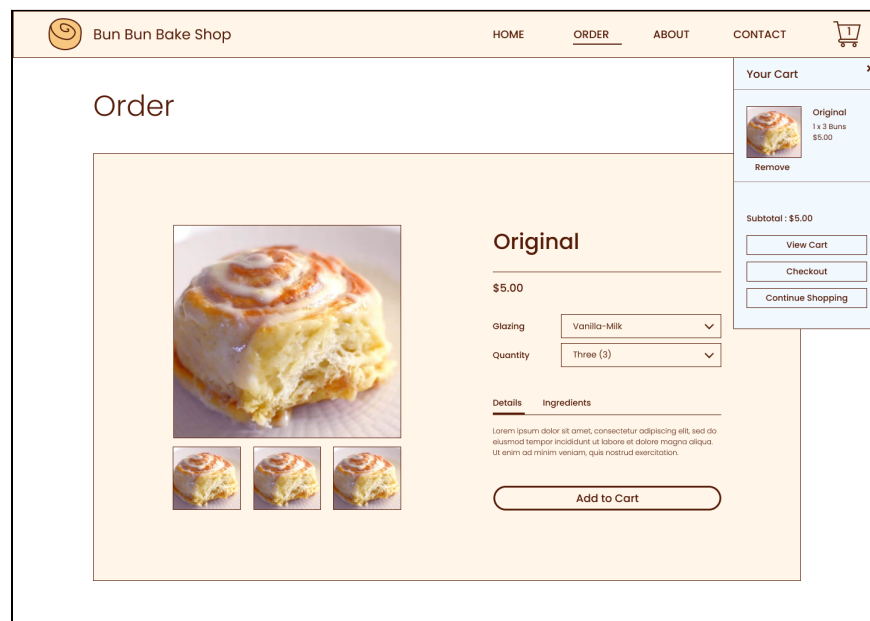 Bun Bun Bake Shop
HOME
ORDER
ABOUT
CONTACT
1
Your Cart
Original
1 x 3 Buns
$5.00
Remove
Subtotal : $5.00
View Cart
Checkout
Continue Shopping
Order
Original
$5.00
Glazing
Vanilla-Milk
Quantity
Three (3)
Details
Ingredients
Lorem ipsum dolor sit amet, consectetur adipiscing elit, sed do
eiusmod tempor incididunt ut labore et dolore magna aliqua.
Ut enim ad minim veniam, quis nostrud exercitation.
Add to Cart